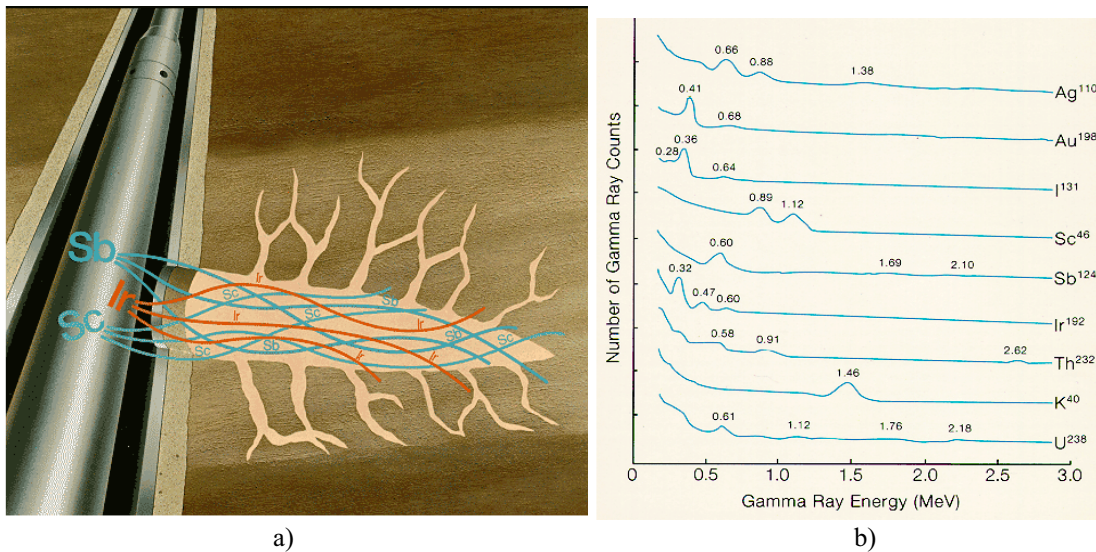 Sb
Ir
Sc
Ir
Sc
Sb
Ir
Sc
Sb
Sc
Sc
Sb
Ir
Ir
Number of Gamma Ray Counts
0.66
0.88
1.38
Ag110
0.41
0.68
Au198
0.28
0.36
0.64
I131
0.89
1.12
Sc46
0.60
1.69
2.10
Sb124
0.32
0.47
0.60
Ir192
0.58
0.91
2.62
Th232
1.46
K40
0.61
1.12
1.76
2.18
U238
0 0.5 1.0 1.5 2.0 2.5 3.0
Gamma Ray Energy (MeV)
a)
b)